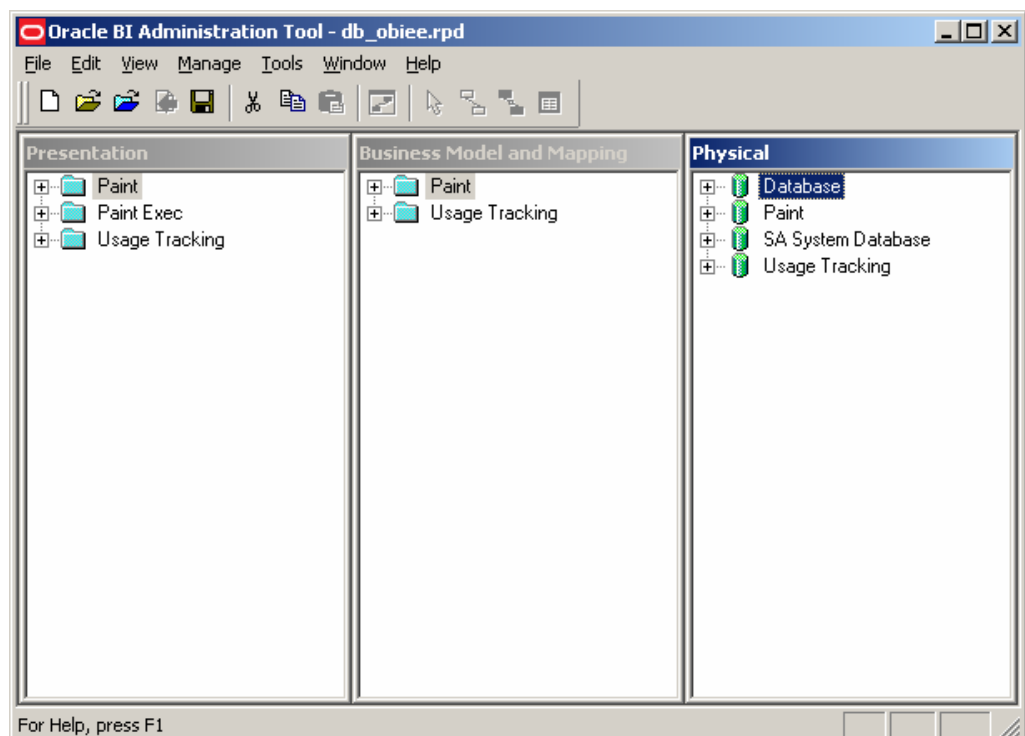 Oracle BI Administration Tool - db_obiee.rpd
File Edit View Manage Tools Window Help
Presentation
Paint
Paint Exec
Usage Tracking
Business Model and Mapping
Paint
Usage Tracking
Physical
Database
Paint
SA System Database
Usage Tracking
For Help, press F1